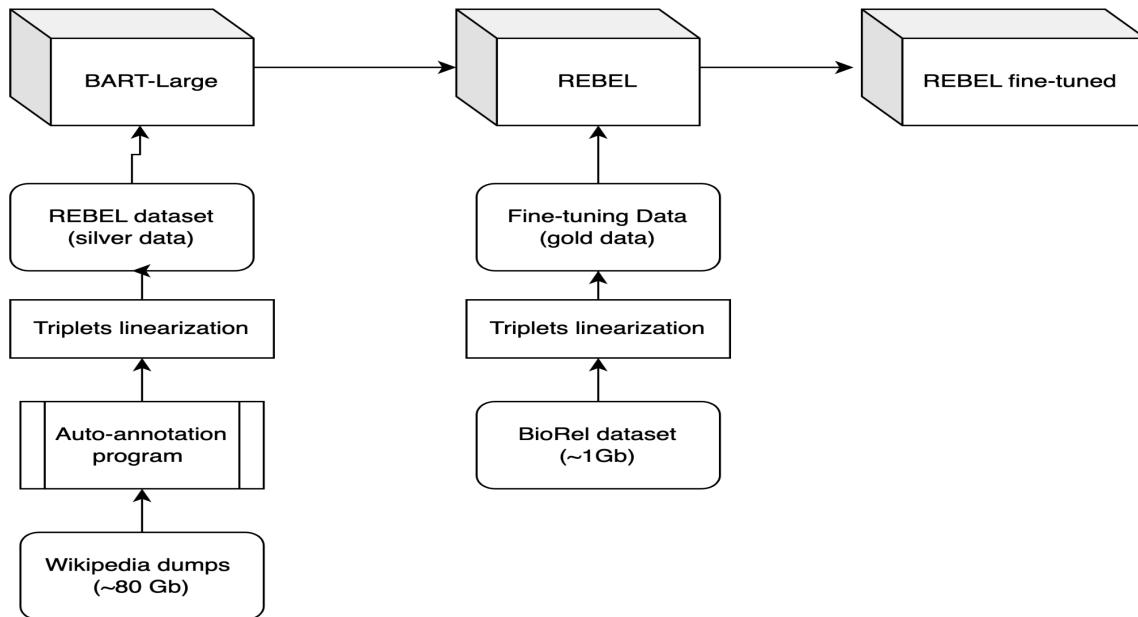 BART-Large
REBEL
REBEL fine-tuned
REBEL dataset
(silver data)
Fine-tuning Data
(gold data)
Triplets linearization
Triplets linearization
Auto-annotation
program
BioRel dataset
(~1Gb)
Wikipedia dumps
(~80 Gb)